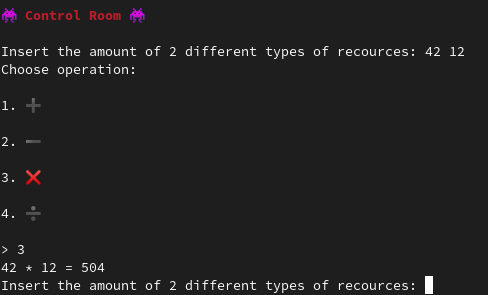 👾 Control Room 👾
Insert the amount of 2 different types of recources: 42 12
Choose operation:
1. ➕
2. ➖
3. ❌
4. ➗
> 3
42 * 12 = 504
Insert the amount of 2 different types of recources: